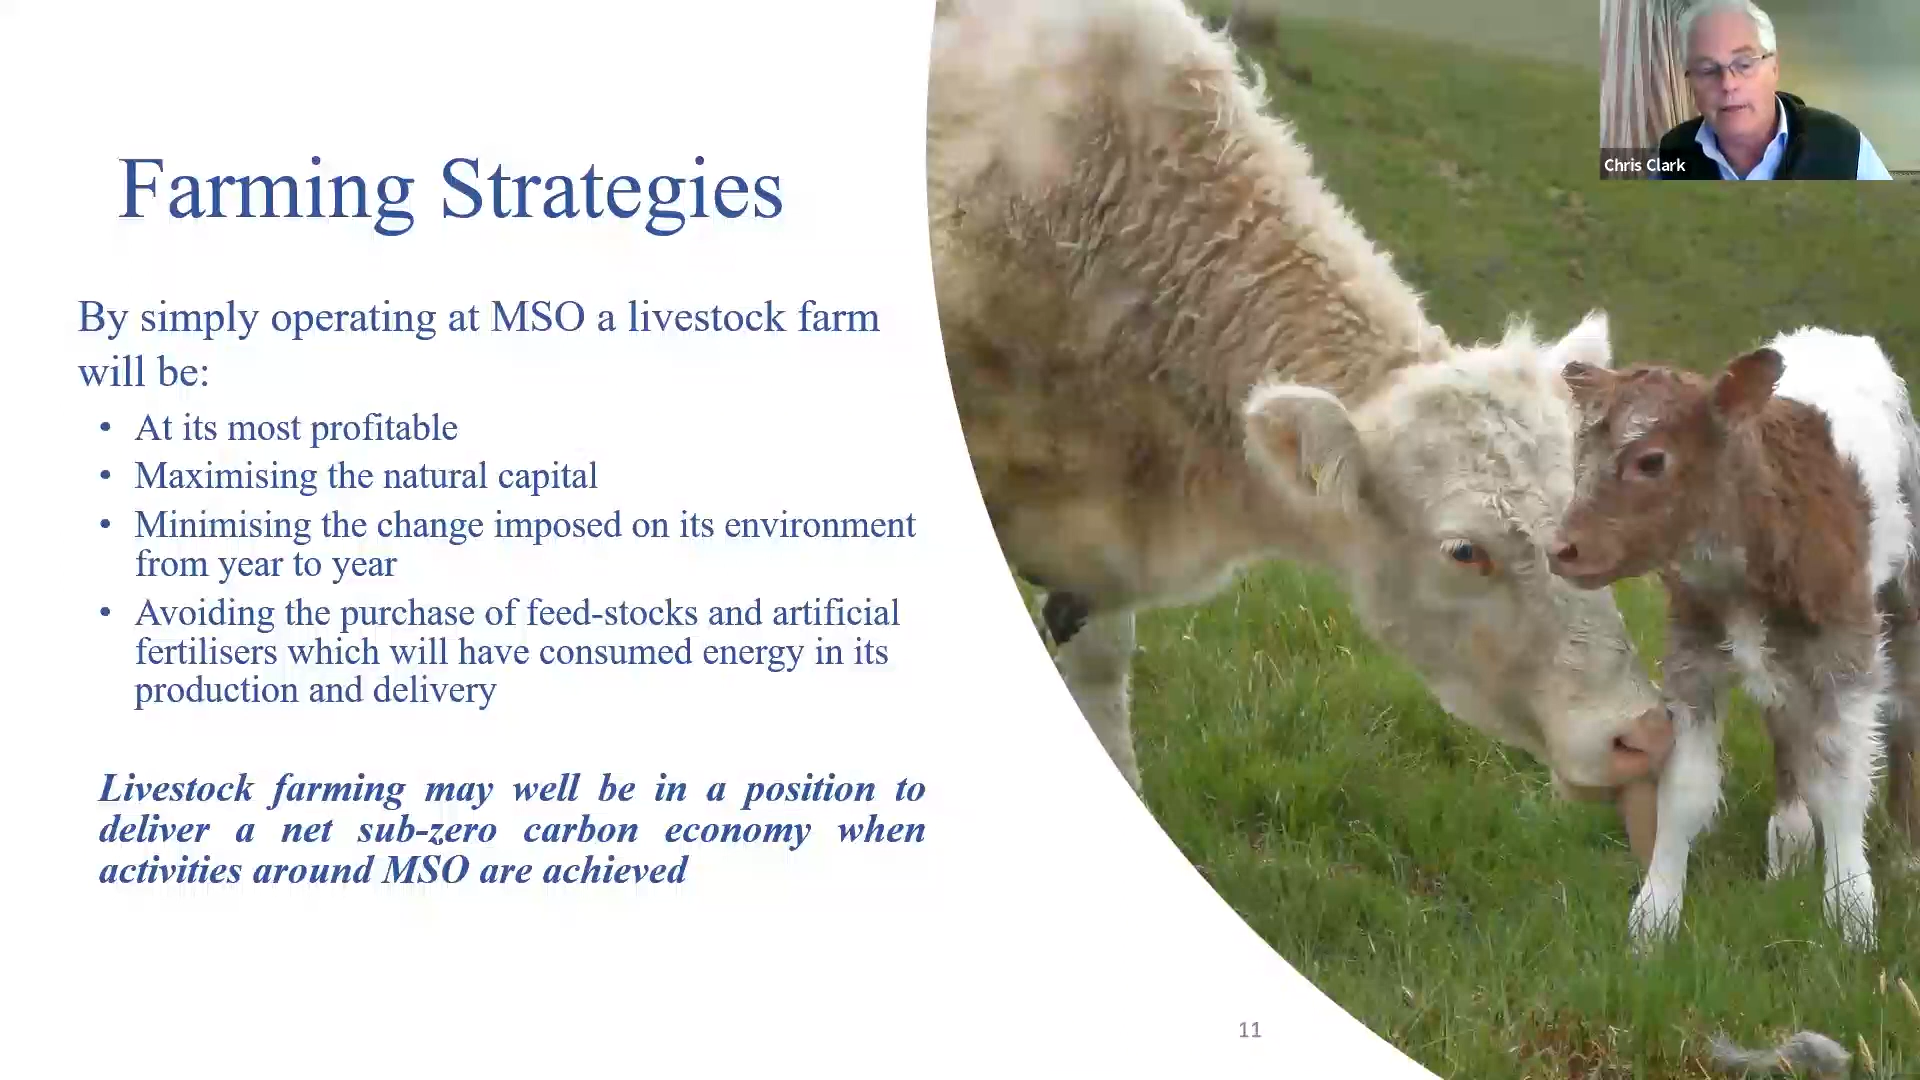 Chris Clark
Farming Strategies
By simply operating at MSO a livestock farm
will be:
• At its most profitable
• Maximising the natural capital
• Minimising the change imposed on its environment
from year to year
• Avoiding the purchase of feed-stocks and artificial
fertilisers which will have consumed energy in its
production and delivery
Livestock farming may well be in a position to
deliver a net sub-zero carbon economy when
activities around MSO are achieved
11